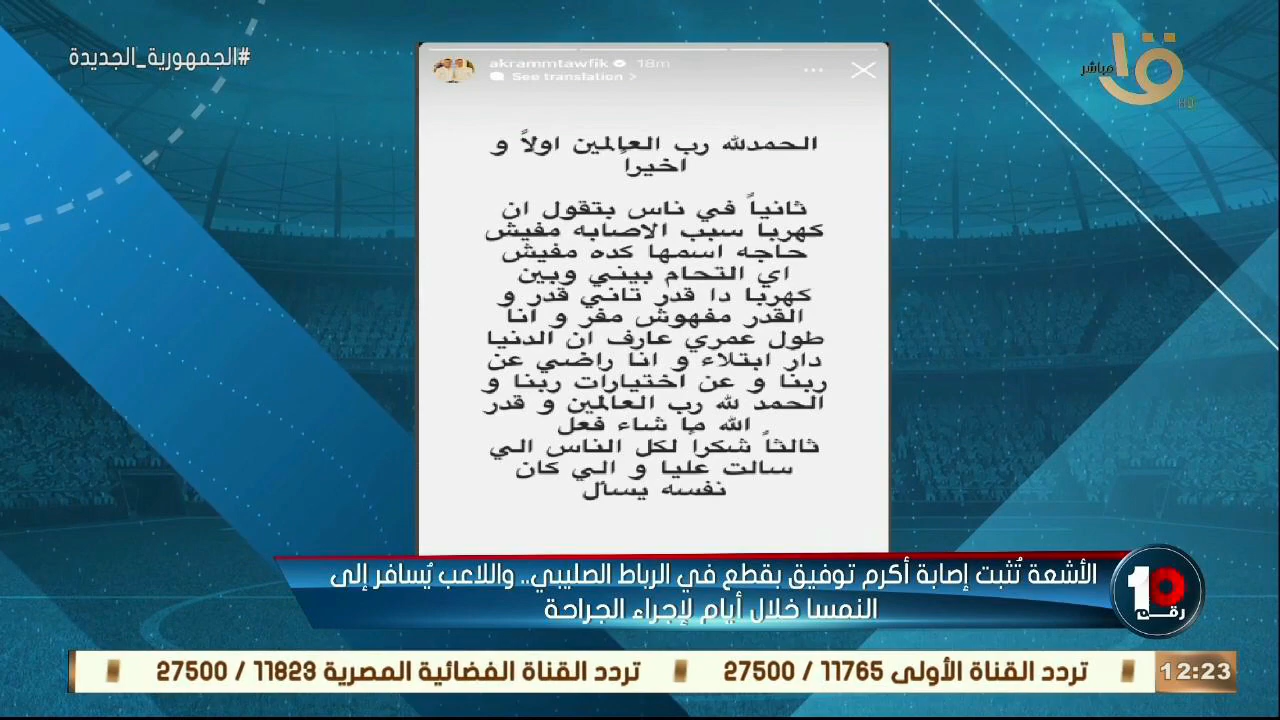 #الجمهورية_الجديدة
مباشر
HD
akrammtawfik 18m
See translation >
الحمدلله رب العالمين اولاً و
اخيراً
ثانياً في ناس بتقول ان
كهربا سبب الاصابه مفيش
حاجه اسمها كده مفيش
اي التحام بيني وبين
كهربا دا قدر تاني قدر و
القدر مفهوش مفر و انا
طول عمري عارف ان الدنيا
دار ابتلاء و انا راضي عن
ربنا و عن اختيارات ربنا و
الحمد لله رب العالمين و قدر
الله ما شاء فعل
ثالثاً شكراً لكل الناس الي
سالت عليا و الي كان
نفسه يسأل
الأشعة تُثبت إصابة أكرم توفيق بقطع في الرباط الصليبي.. واللاعب يُسافر إلى
النمسا خلال أيام لإجراء الجراحة
10
رقم
12:23
تردد القناة الأولى 11765 / 27500
تردد القناة الفضائية المصرية 11823 / 27500